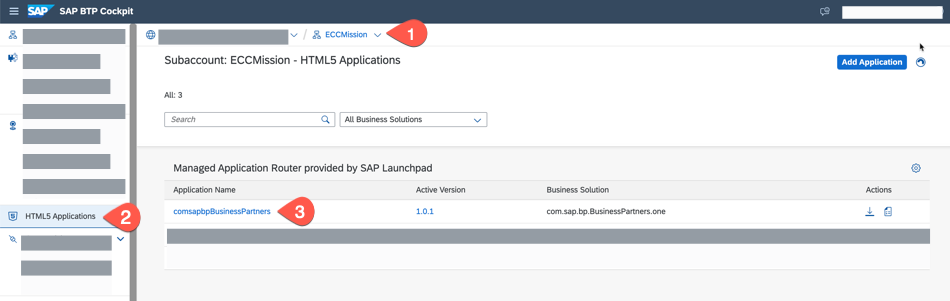 SAP SAP BTP Cockpit
/ ECCMission 1
Subaccount: ECCMission - HTML5 Applications
Add Application
All: 3
Search All Business Solutions
Managed Application Router provided by SAP Launchpad
Application Name Active Version Business Solution Actions
HTML5 Applications 2
comsapbpBusinessPartners 3 1.0.1 com.sap.bp.BusinessPartners.one